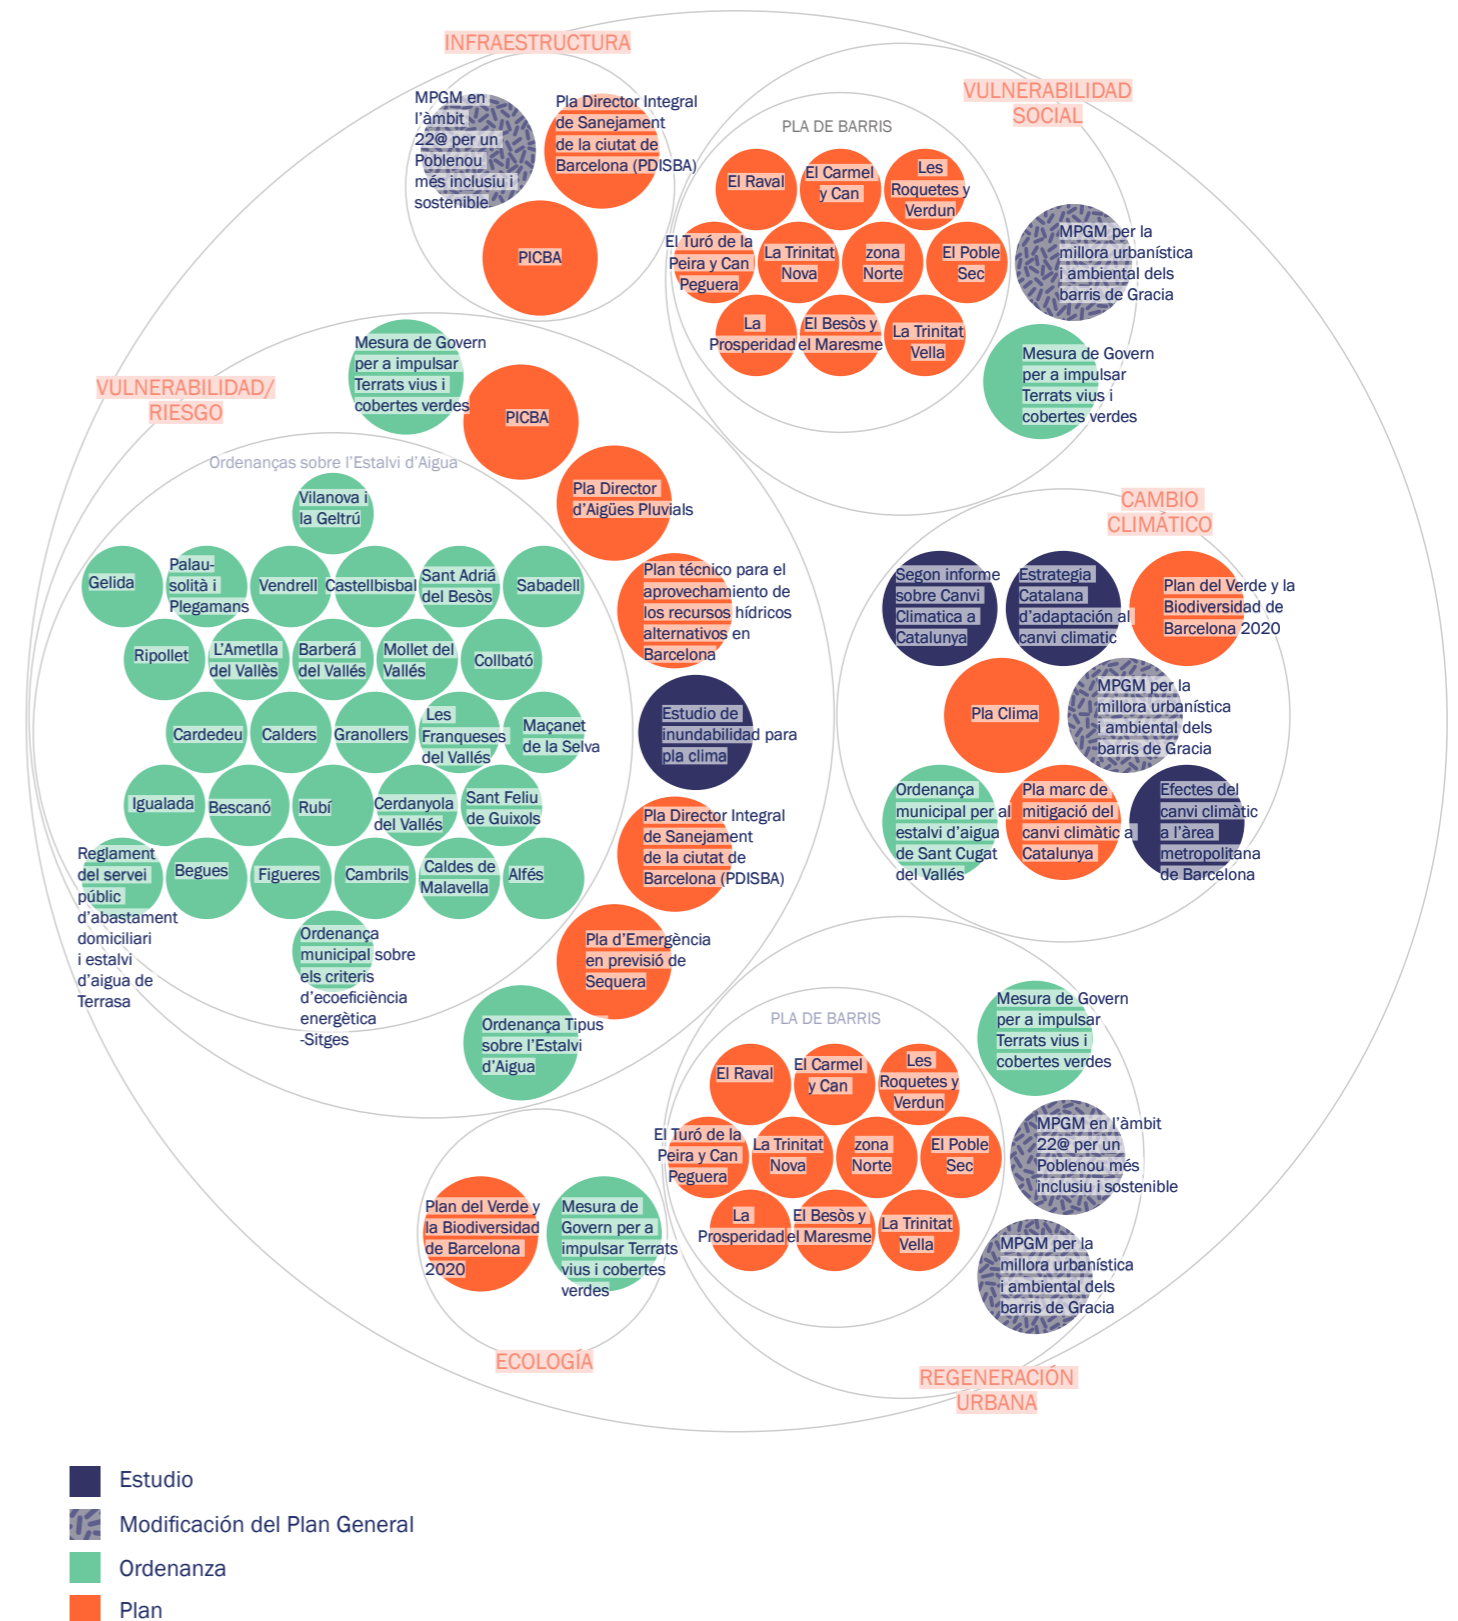 INFRAESTRUCTURA
MPGM en
l'àmbit
22@ per un
Poblenou
més inclusiu i
sostenible
Pla Director Integral
de Sanejament
de la ciutat de
Barcelona (PDISBA)
PICBA
VULNERABILIDAD
SOCIAL
PLA DE BARRIS
El Raval
El Carmel
y Can
Les
Roquetes y
Verdun
El Turó de la
Peira y Can
Peguera
La Trinitat
Nova
zona
Norte
El Poble
Sec
La
Prosperidad
El Besòs y
el Maresme
La Trinitat
Vella
MPGM per la
millora urbanística
i ambiental dels
barris de Gracia
Mesura de Govern
per a impulsar
Terrats vius i
cobertes verdes
VULNERABILIDAD/
RIESGO
Mesura de Govern
per a impulsar
Terrats vius i
cobertes verdes
PICBA
Pla Director
d'Aigües Pluvials
Plan técnico para el
aprovechamiento de
los recursos hídricos
alternativos en
Barcelona
Estudio de
inundabilidad para
pla clima
Pla Director Integral
de Sanejament
de la ciutat de
Barcelona (PDISBA)
Pla d'Emergència
en previsió de
Sequera
Ordenança Tipus
sobre l'Estalvi
d'Aigua
Ordenanças sobre l'Estalvi d'Aigua
Vilanova i
la Geltrú
Gelida
Palau-
solità i
Plegamans
Vendrell
Castellbisbal
Sant Adriá
del Besòs
Sabadell
Ripollet
L'Ametlla
del Vallès
Barberá
del Vallés
Mollet del
Vallés
Collbató
Cardedeu
Calders
Granollers
Les
Franqueses
del Vallés
Maçanet
de la Selva
Igualada
Bescanó
Rubí
Cerdanyola
del Vallés
Sant Feliu
de Guixols
Reglament
del servei
públic
d'abastament
domiciliari
i estalvi
d'aigua de
Terrasa
Begues
Figueres
Cambrils
Caldes de
Malavella
Alfés
Ordenança
municipal sobre
els criteris
d'ecoeficiència
energètica
-Sitges
CAMBIO
CLIMÁTICO
Segon informe
sobre Canvi
Climatica a
Catalunya
Estrategia
Catalana
d'adaptación al
canvi climatic
Plan del Verde y la
Biodiversidad de
Barcelona 2020
Pla Clima
MPGM per la
millora urbanística
i ambiental dels
barris de Gracia
Ordenança
municipal per al
estalvi d'aigua
de Sant Cugat
del Vallés
Pla marc de
mitigació del
canvi climàtic a
Catalunya
Efectes del
canvi climàtic
a l'àrea
metropolitana
de Barcelona
PLA DE BARRIS
El Raval
El Carmel
y Can
Les
Roquetes y
Verdun
El Turó de la
Peira y Can
Peguera
La Trinitat
Nova
zona
Norte
El Poble
Sec
La
Prosperidad
El Besòs y
el Maresme
La Trinitat
Vella
Mesura de Govern
per a impulsar
Terrats vius i
cobertes verdes
MPGM en l'àmbit
22@ per un
Poblenou més
inclusiu i sostenible
MPGM per la
millora urbanística
i ambiental dels
barris de Gracia
REGENERACIÓN
URBANA
Plan del Verde y
la Biodiversidad
de Barcelona
2020
Mesura de
Govern per a
impulsar Terrats
vius i cobertes
verdes
ECOLOGÍA
Estudio
Modificación del Plan General
Ordenanza
Plan